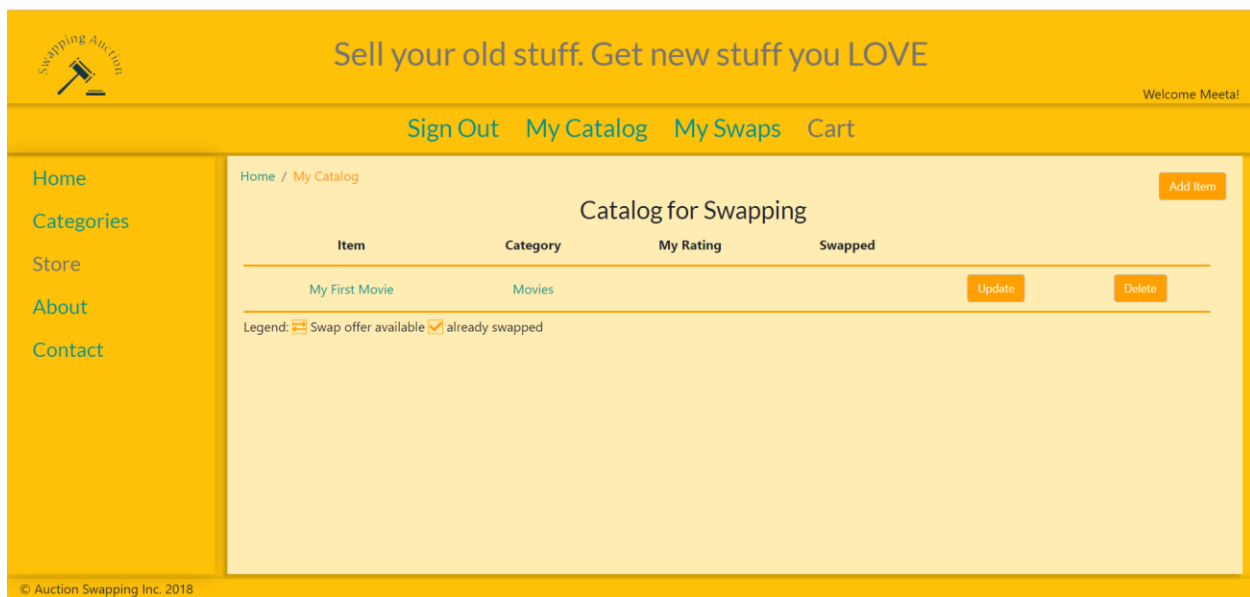 Swapping Auction
Sell your old stuff. Get new stuff you LOVE
Welcome Meeta!
Sign Out My Catalog My Swaps Cart
Home
Categories
Store
About
Contact
Home / My Catalog
Add Item
Catalog for Swapping
Item Category My Rating Swapped
My First Movie Movies Update Delete
Legend: Swap offer available already swapped
© Auction Swapping Inc. 2018